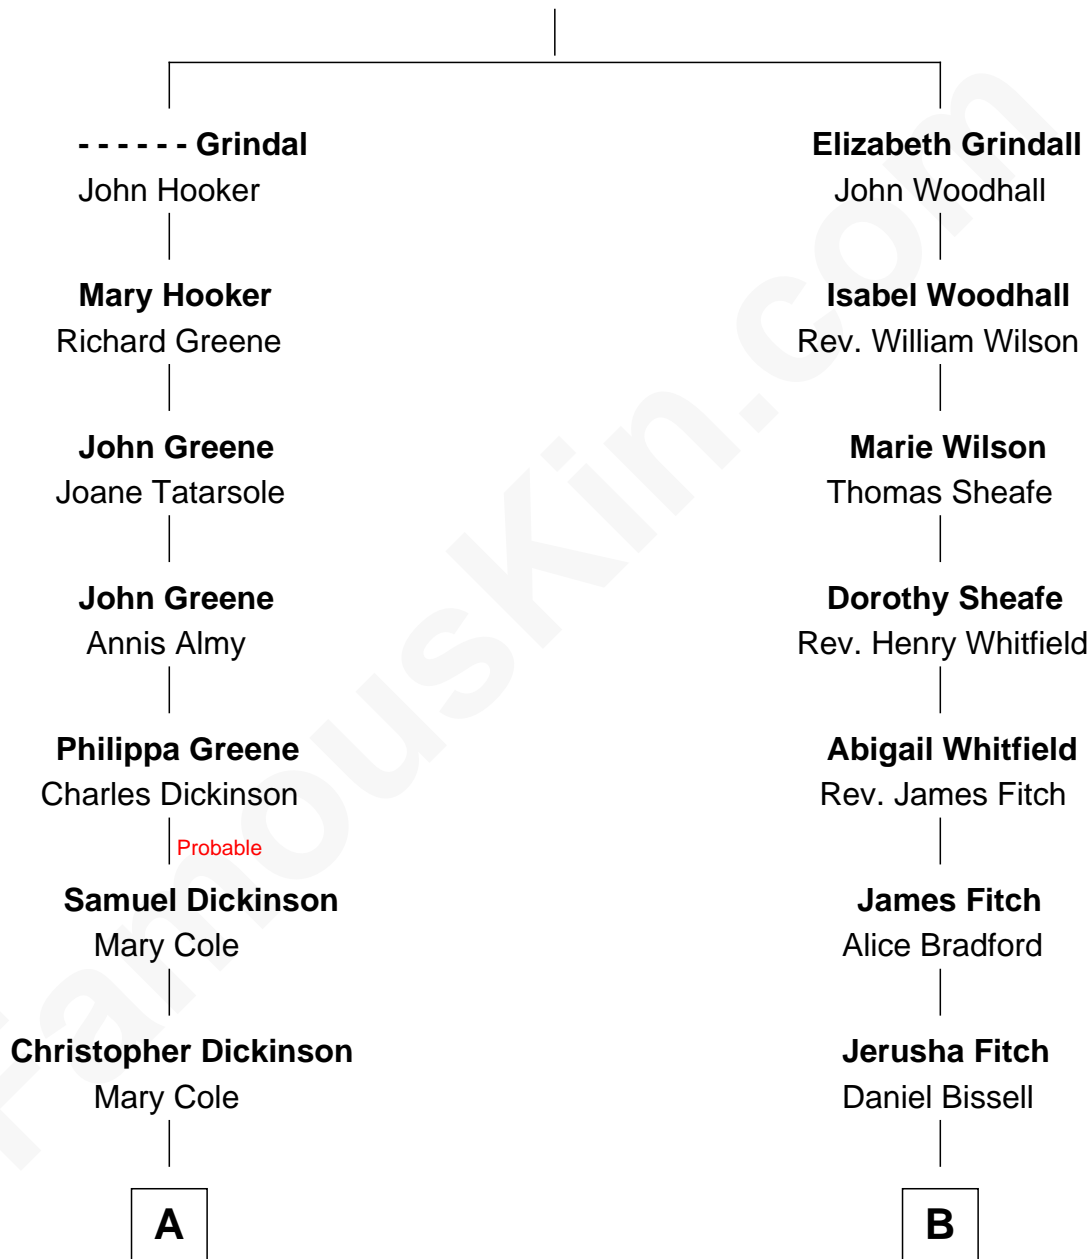 - - - - - - Grindal
John Hooker
Mary Hooker
Richard Greene
John Greene
Joane Tatarsole
John Greene
Annis Almy
Philippa Greene
Charles Dickinson
Probable
Samuel Dickinson
Mary Cole
Christopher Dickinson
Mary Cole
A
Elizabeth Grindall
John Woodhall
Isabel Woodhall
Rev. William Wilson
Marie Wilson
Thomas Sheafe
Dorothy Sheafe
Rev. Henry Whitfield
Abigail Whitfield
Rev. James Fitch
James Fitch
Alice Bradford
Jerusha Fitch
Daniel Bissell
B
FamousKin.com